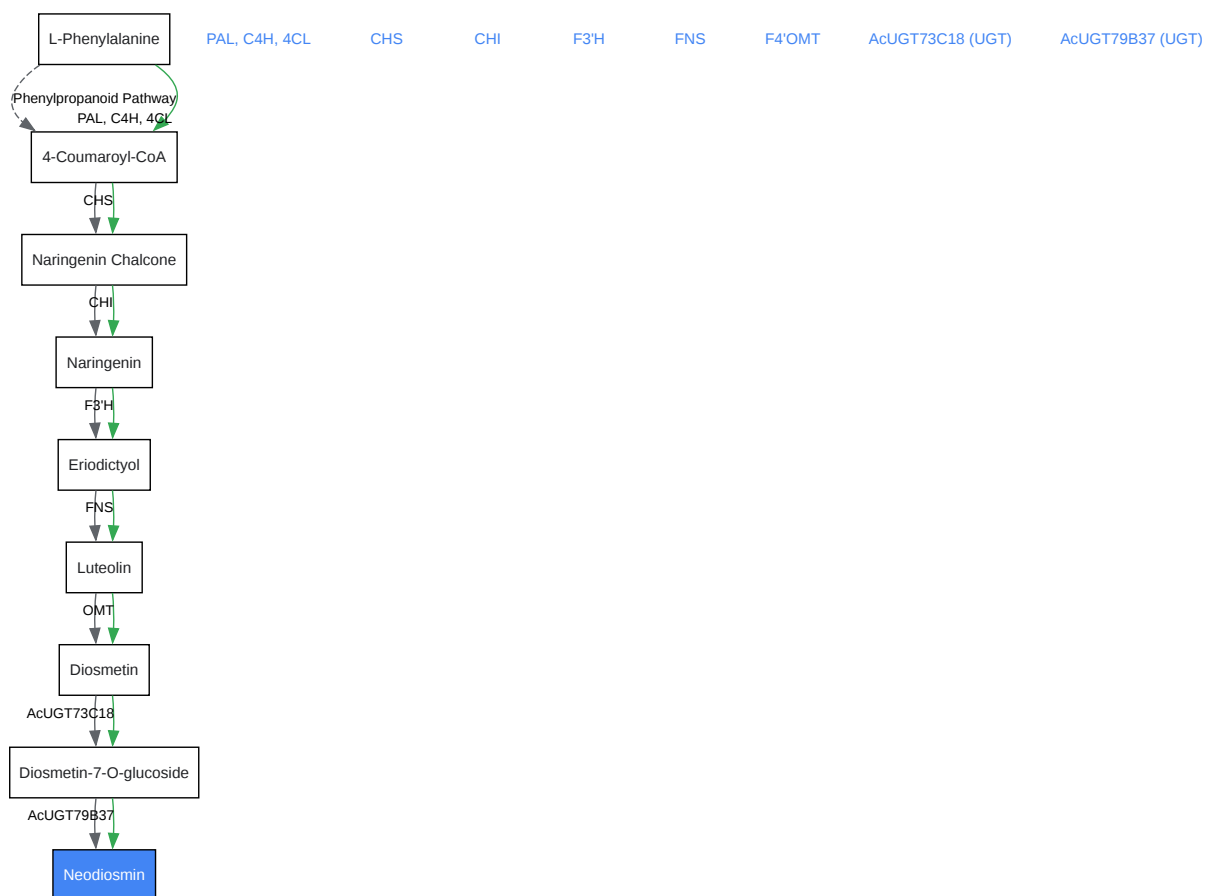 L-Phenylalanine
PAL, C4H, 4CL
CHS
CHI
F3'H
FNS
F4'OMT
AcUGT73C18 (UGT)
AcUGT79B37 (UGT)
Phenylpropanoid Pathway
PAL, C4H, 4CL
4-Coumaroyl-CoA
CHS
Naringenin Chalcone
CHI
Naringenin
F3'H
Eriodictyol
FNS
Luteolin
OMT
Diosmetin
AcUGT73C18
Diosmetin-7-O-glucoside
AcUGT79B37
Neodiosmin